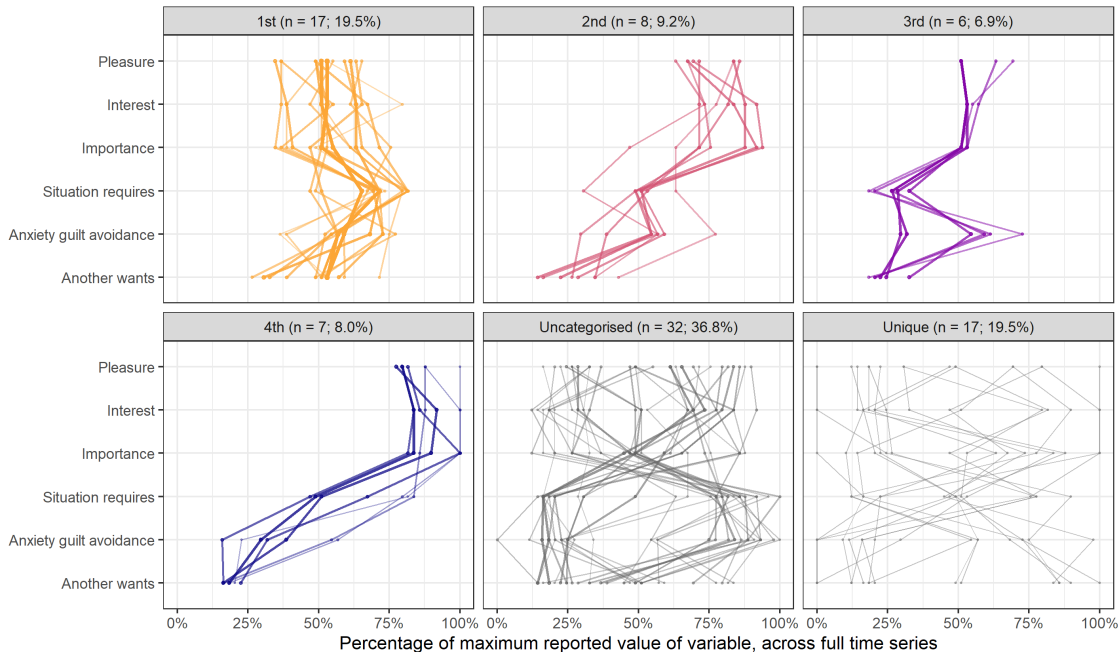 1st (n = 17; 19.5%)
2nd (n = 8; 9.2%)
3rd (n = 6; 6.9%)
Pleasure
Interest
Importance
Situation requires
Anxiety guilt avoidance
Another wants
4th (n = 7; 8.0%)
Uncategorised (n = 32; 36.8%)
Unique (n = 17; 19.5%)
Pleasure
Interest
Importance
Situation requires
Anxiety guilt avoidance
Another wants
0% 25% 50% 75% 100% 0% 25% 50% 75% 100% 0% 25% 50% 75% 100%
Percentage of maximum reported value of variable, across full time series